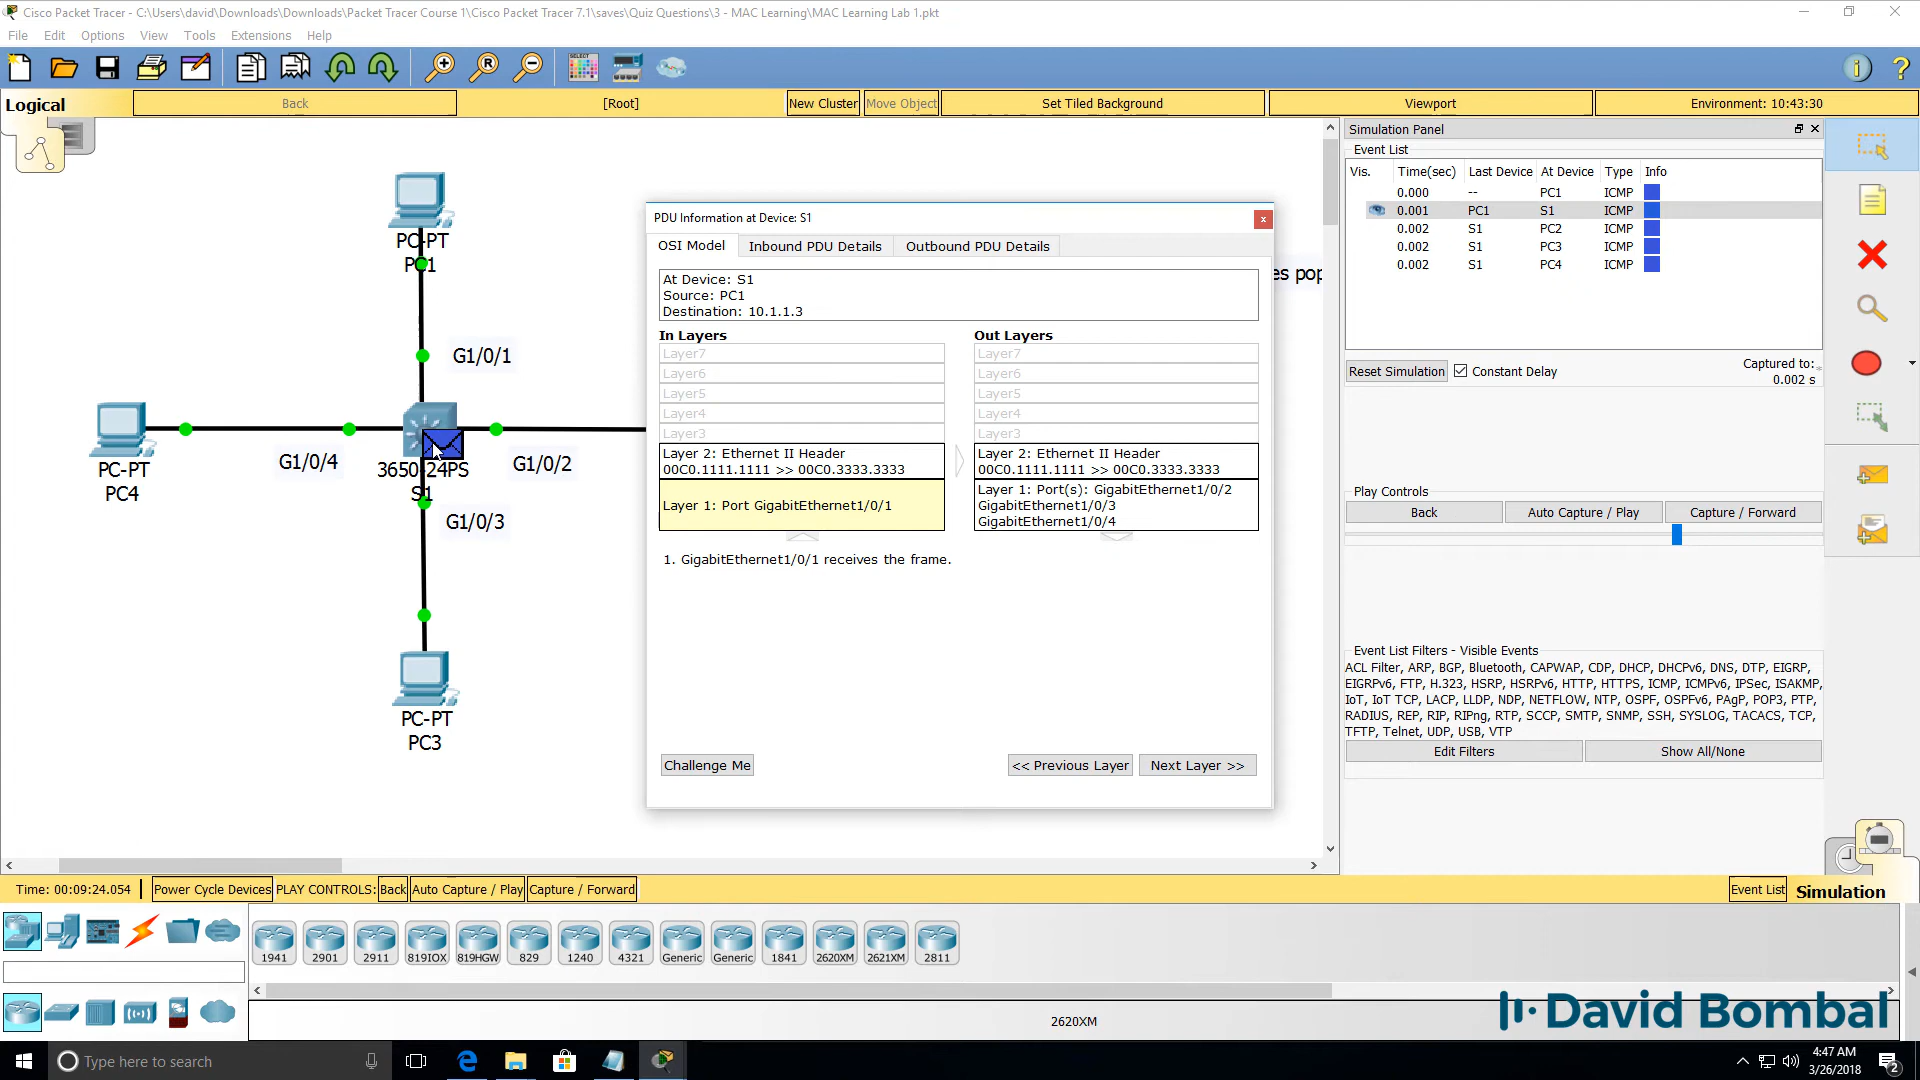 Cisco Packet Tracer - C:\Users\david\Downloads\Downloads\Packet Tracer Course 1\Cisco Packet Tracer 7.1\saves\Quiz Questions\3 - MAC Learning\MAC Learning Lab 1.pkt
File Edit Options View Tools Extensions Help
SELECT
Logical Back [Root] New Cluster Move Object Set Tiled Background Viewport Environment: 10:43:30
PC-PT
PC1
G1/0/1
PC-PT
PC4
G1/0/4
3650-24PS
S1
G1/0/2
G1/0/3
PC-PT
PC3
es pop
PDU Information at Device: S1
OSI Model Inbound PDU Details Outbound PDU Details
At Device: S1
Source: PC1
Destination: 10.1.1.3
In Layers Out Layers
Layer7 Layer7
Layer6 Layer6
Layer5 Layer5
Layer4 Layer4
Layer3 Layer3
Layer 2: Ethernet II Header
00C0.1111.1111 >> 00C0.3333.3333
Layer 2: Ethernet II Header
00C0.1111.1111 >> 00C0.3333.3333
Layer 1: Port GigabitEthernet1/0/1
Layer 1: Port(s): GigabitEthernet1/0/2
GigabitEthernet1/0/3
GigabitEthernet1/0/4
1. GigabitEthernet1/0/1 receives the frame.
Challenge Me << Previous Layer Next Layer >>
Simulation Panel
Event List
Vis. Time(sec) Last Device At Device Type Info
0.000 -- PC1 ICMP
0.001 PC1 S1 ICMP
0.002 S1 PC2 ICMP
0.002 S1 PC3 ICMP
0.002 S1 PC4 ICMP
Reset Simulation Constant Delay Captured to:
0.002 s
Play Controls
Back Auto Capture / Play Capture / Forward
Event List Filters - Visible Events
ACL Filter, ARP, BGP, Bluetooth, CAPWAP, CDP, DHCP, DHCPv6, DNS, DTP, EIGRP,
EIGRPv6, FTP, H.323, HSRP, HSRPv6, HTTP, HTTPS, ICMP, ICMPv6, IPSec, ISAKMP,
IoT, IoT TCP, LACP, LLDP, NDP, NETFLOW, NTP, OSPF, OSPFv6, PAgP, POP3, PTP,
RADIUS, REP, RIP, RIPng, RTP, SCCP, SMTP, SNMP, SSH, SYSLOG, TACACS, TCP,
TFTP, Telnet, UDP, USB, VTP
Edit Filters Show All/None
Time: 00:09:24.054 Power Cycle Devices PLAY CONTROLS: Back Auto Capture / Play Capture / Forward Event List Simulation
1941 2901 2911 819IOX 819HGW 829 1240 4321 Generic Generic 1841 2620XM 2621XM 2811
2620XM
David Bombal
Type here to search
4:47 AM
3/26/2018
2